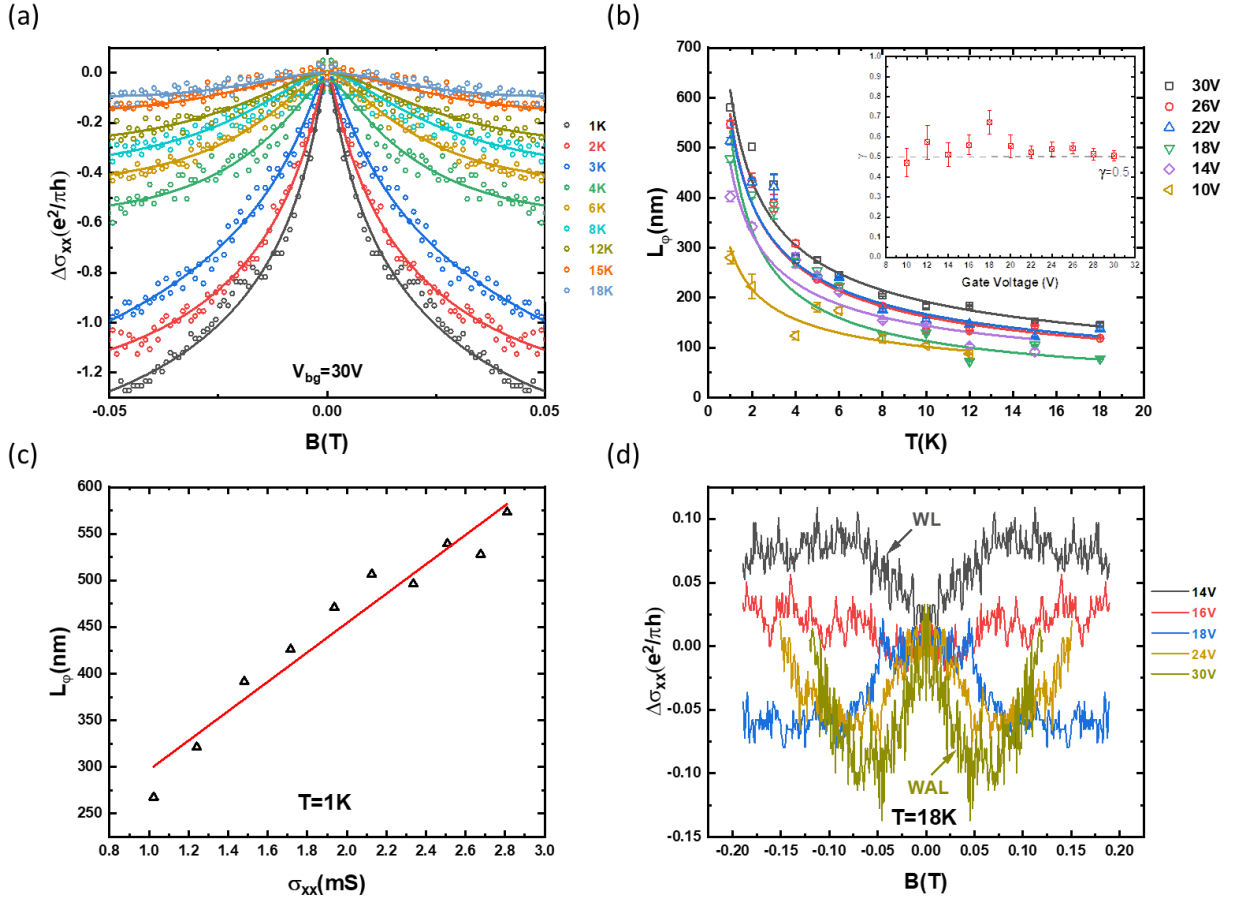 (a)
0.0
-0.2
-0.4
-0.6
-0.8
-1.0
-1.2
Δσxx(e²/πh)
-0.05
0.00
0.05
B(T)
Vbg=30V
1K
2K
3K
4K
6K
8K
12K
15K
18K
(b)
700
600
500
400
300
200
100
0
Lφ(nm)
0 2 4 6 8 10 12 14 16 18 20
T(K)
1.0
0.9
0.8
0.7
0.6
0.5
0.4
0.3
0.2
0.1
0.0
γ
γ=0.5
8 10 12 14 16 18 20 22 24 26 28 30 32
Gate Voltage (V)
30V
26V
22V
18V
14V
10V
(c)
600
550
500
450
400
350
300
250
Lφ(nm)
T=1K
0.8 1.0 1.2 1.4 1.6 1.8 2.0 2.2 2.4 2.6 2.8 3.0
σxx(mS)
(d)
0.10
0.05
0.00
-0.05
-0.10
-0.15
Δσxx(e²/πh)
WL
WAL
T=18K
-0.20 -0.15 -0.10 -0.05 0.00 0.05 0.10 0.15 0.20
B(T)
14V
16V
18V
24V
30V